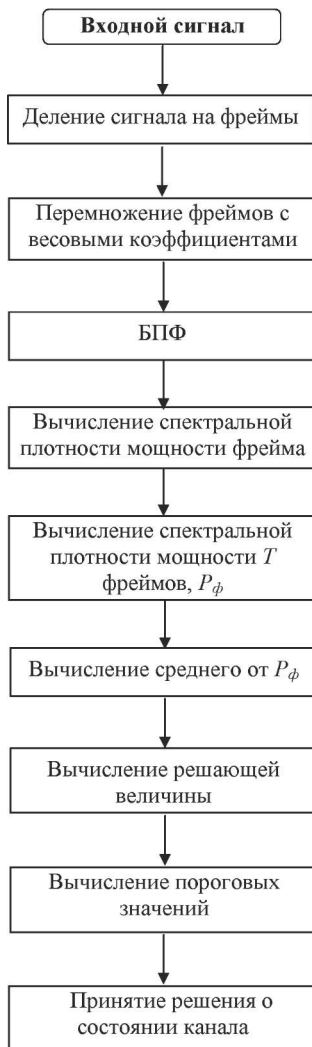 Входной сигнал
Деление сигнала на фреймы
Перемножение фреймов с
весовыми коэффициентами
БПФ
Вычисление спектральной
плотности мощности фрейма
Вычисление спектральной
плотности мощности T
фреймов, Pф
Вычисление среднего от Pф
Вычисление решающей
величины
Вычисление пороговых
значений
Принятие решения о
состоянии канала